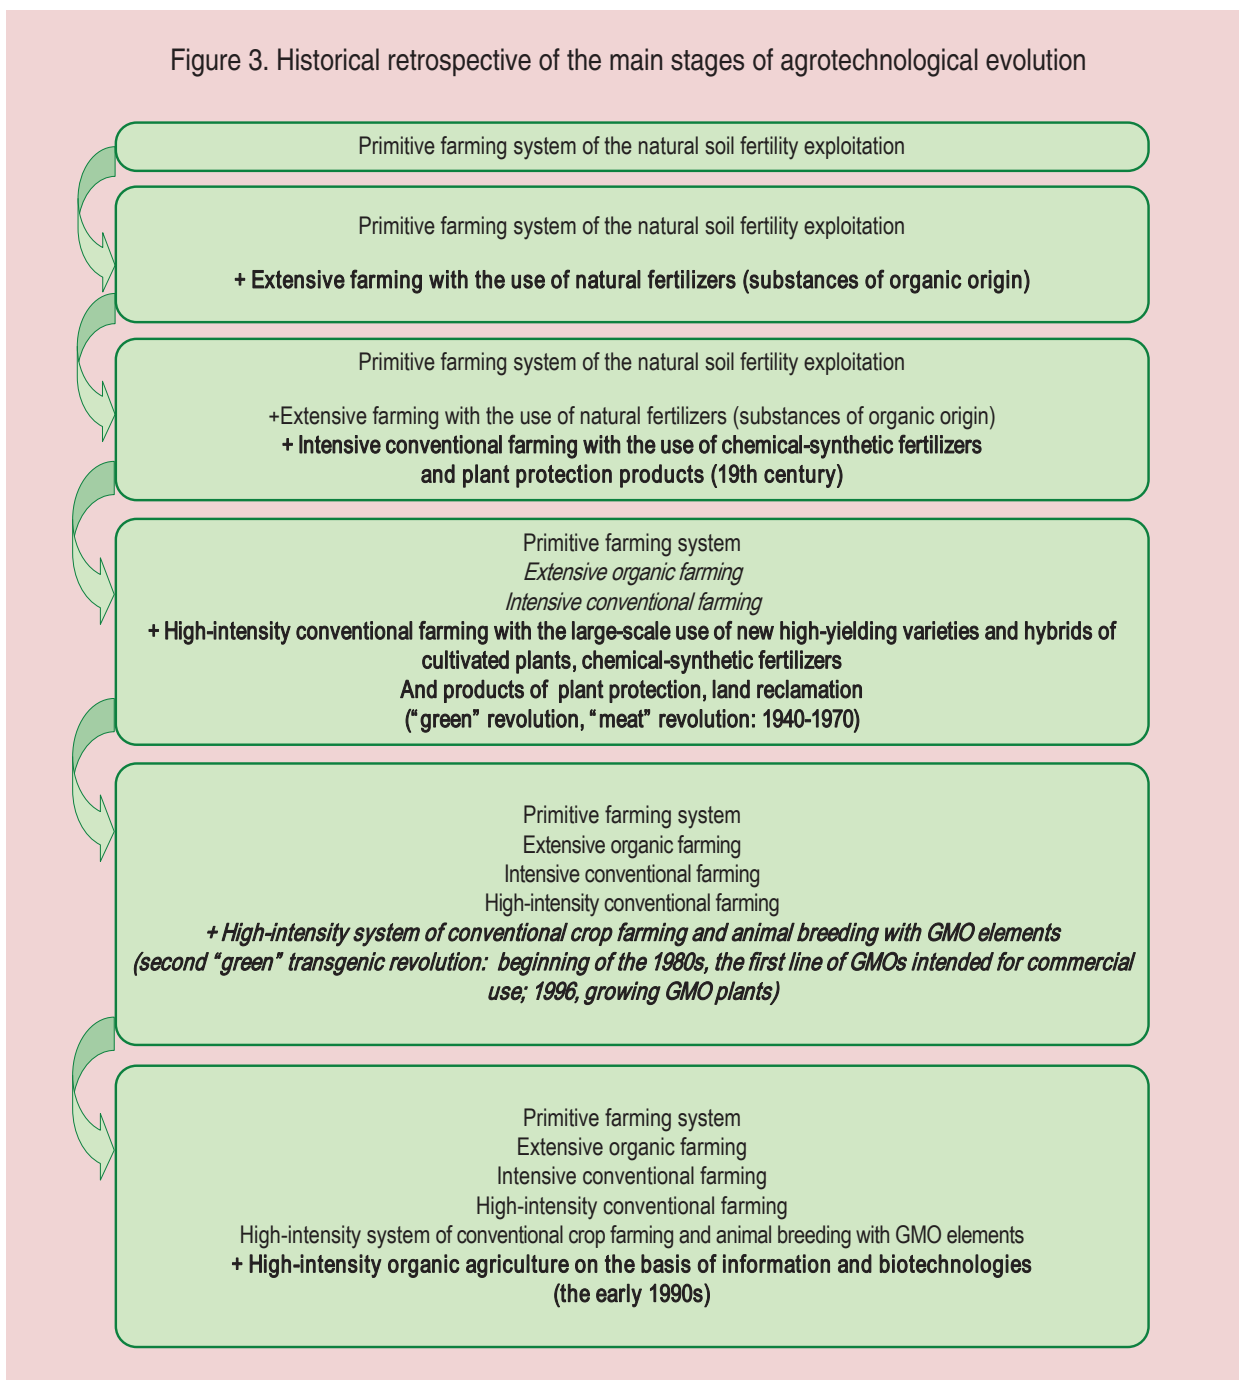 Figure 3. Historical retrospective of the main stages of agrotechnological evolution
Primitive farming system of the natural soil fertility exploitation
Primitive farming system of the natural soil fertility exploitation
+ Extensive farming with the use of natural fertilizers (substances of organic origin)
Primitive farming system of the natural soil fertility exploitation
+Extensive farming with the use of natural fertilizers (substances of organic origin)
+ Intensive conventional farming with the use of chemical-synthetic fertilizers
and plant protection products (19th century)
Primitive farming system
Extensive organic farming
Intensive conventional farming
+ High-intensity conventional farming with the large-scale use of new high-yielding varieties and hybrids of
cultivated plants, chemical-synthetic fertilizers
And products of plant protection, land reclamation
(“green” revolution, “meat” revolution: 1940-1970)
Primitive farming system
Extensive organic farming
Intensive conventional farming
High-intensity conventional farming
+ High-intensity system of conventional crop farming and animal breeding with GMO elements
(second “green” transgenic revolution: beginning of the 1980s, the first line of GMOs intended for commercial
use; 1996, growing GMO plants)
Primitive farming system
Extensive organic farming
Intensive conventional farming
High-intensity conventional farming
High-intensity system of conventional crop farming and animal breeding with GMO elements
+ High-intensity organic agriculture on the basis of information and biotechnologies
(the early 1990s)